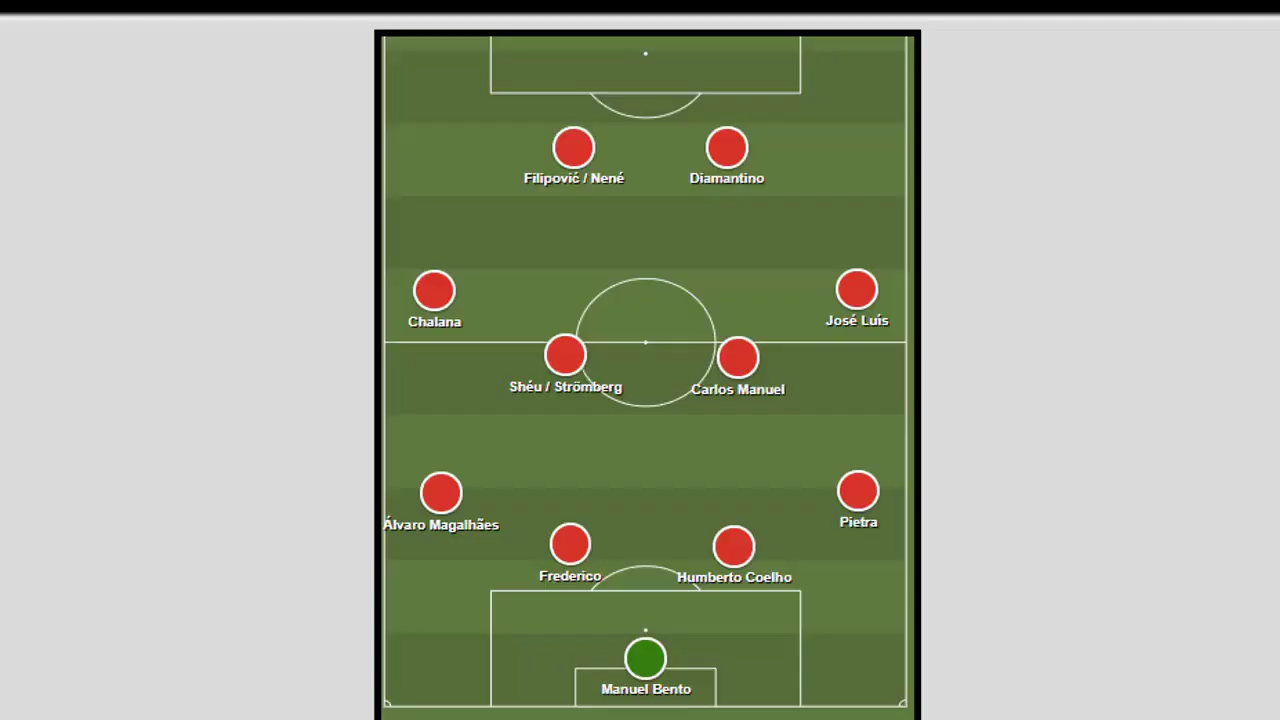 Filipović / Nené
Diamantino
Chalana
José Luís
Shéu / Strömberg
Carlos Manuel
Álvaro Magalhães
Pietra
Frederico
Humberto Coelho
Manuel Bento